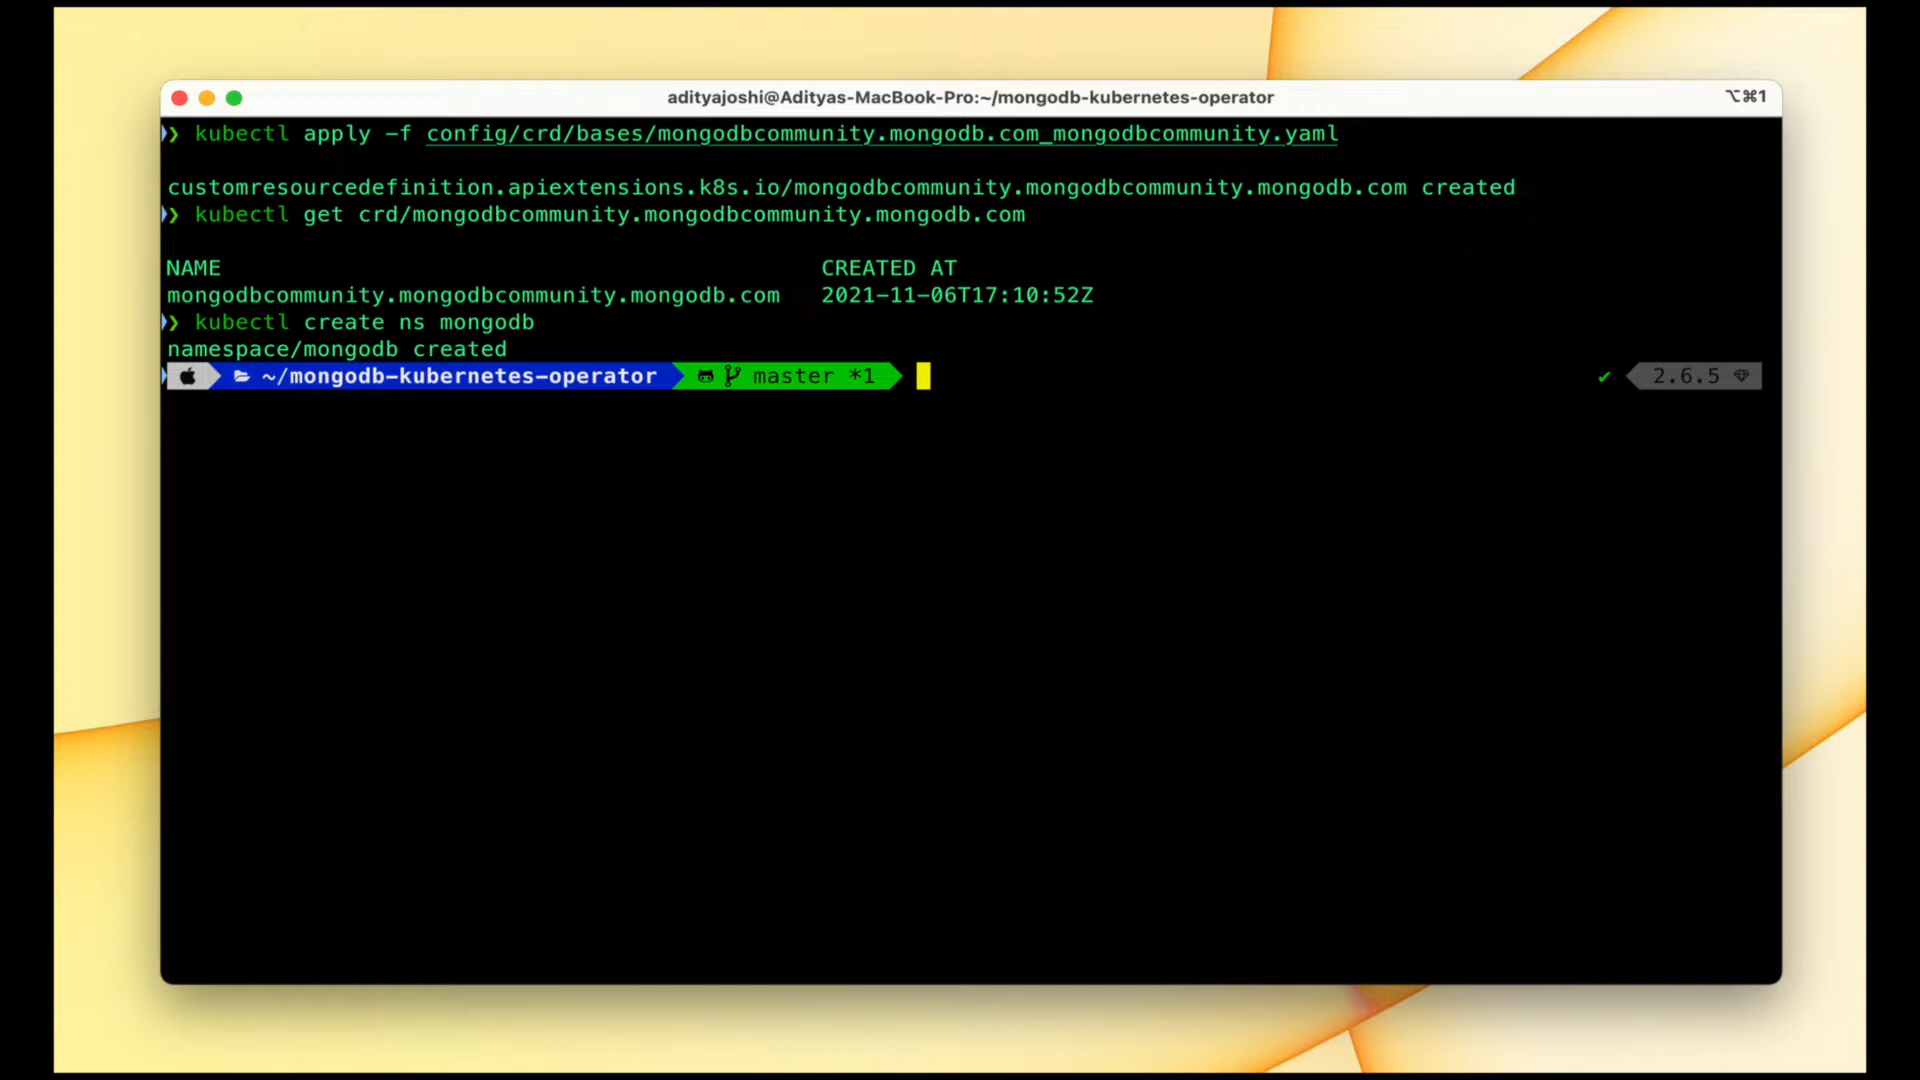 adityajoshi@Adityas-MacBook-Pro:~/mongodb-kubernetes-operator ⌥⌘1
❯ kubectl apply -f config/crd/bases/mongodbcommunity.mongodb.com_mongodbcommunity.yaml
customresourcedefinition.apiextensions.k8s.io/mongodbcommunity.mongodbcommunity.mongodb.com created
❯ kubectl get crd/mongodbcommunity.mongodbcommunity.mongodb.com
NAME CREATED AT
mongodbcommunity.mongodbcommunity.mongodb.com 2021-11-06T17:10:52Z
❯ kubectl create ns mongodb
namespace/mongodb created
~/mongodb-kubernetes-operator master *1 ✔ 2.6.5